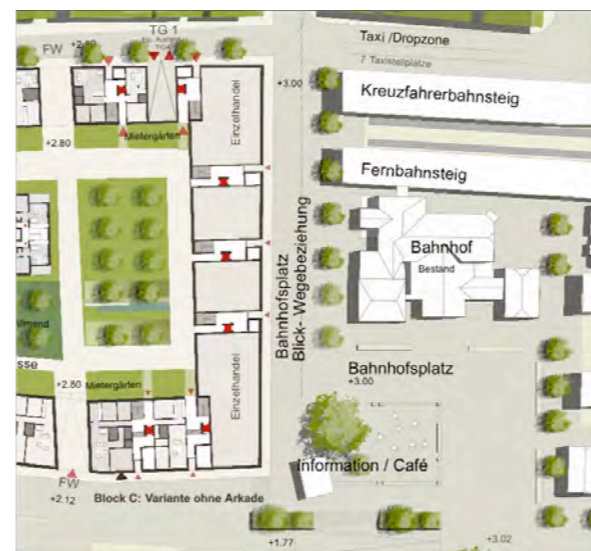 TG 1
FW
Taxi /Dropzone
7 Taxistellplätze
+3.00
Kreuzfahrerbahnsteig
Einzelhandel
Mietergärten
+2.80
Fernbahnsteig
Bahnhof
Bestand
Bahnhofsplatz
Blick- Wegebeziehung
sse
+2.80
Mietergärten
Einzelhandel
Bahnhofsplatz
+3.00
Information / Café
FW
+2.12
Block C: Variante ohne Arkade
+1.77
+3.02